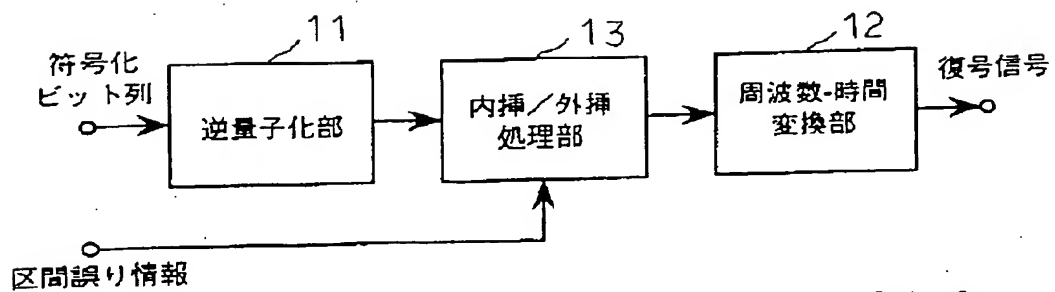 11
13
12
符号化
ビット列
逆量子化部
内挿／外挿
処理部
周波数-時間
変換部
復号信号
区間誤り情報